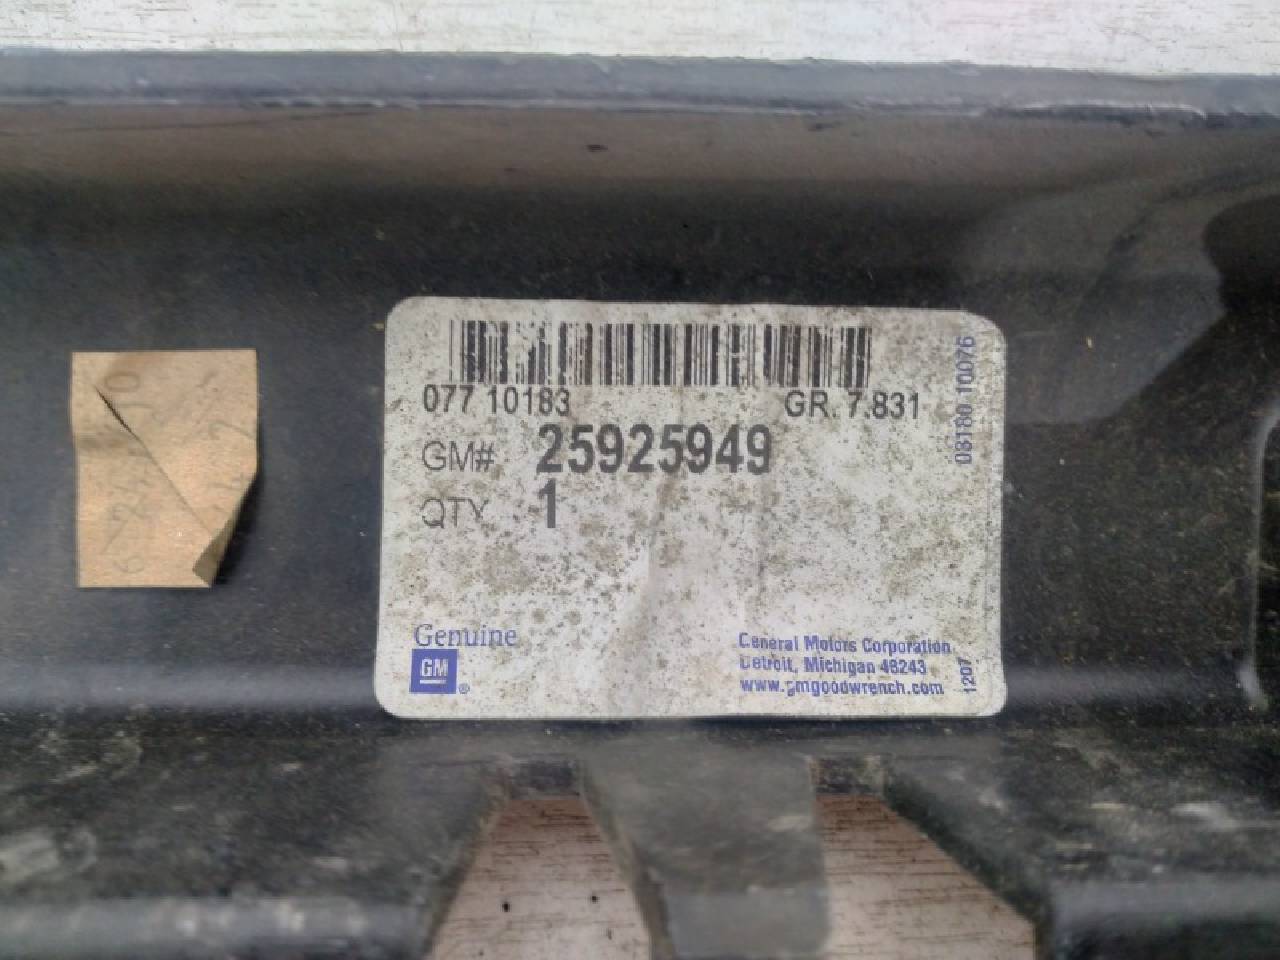 077 10183
GR. 7.831
GM# 25925949
QTY 1
08180 10076
Genuine
GM ®
General Motors Corporation
Detroit, Michigan 48243
www.gmgoodwrench.com
1207